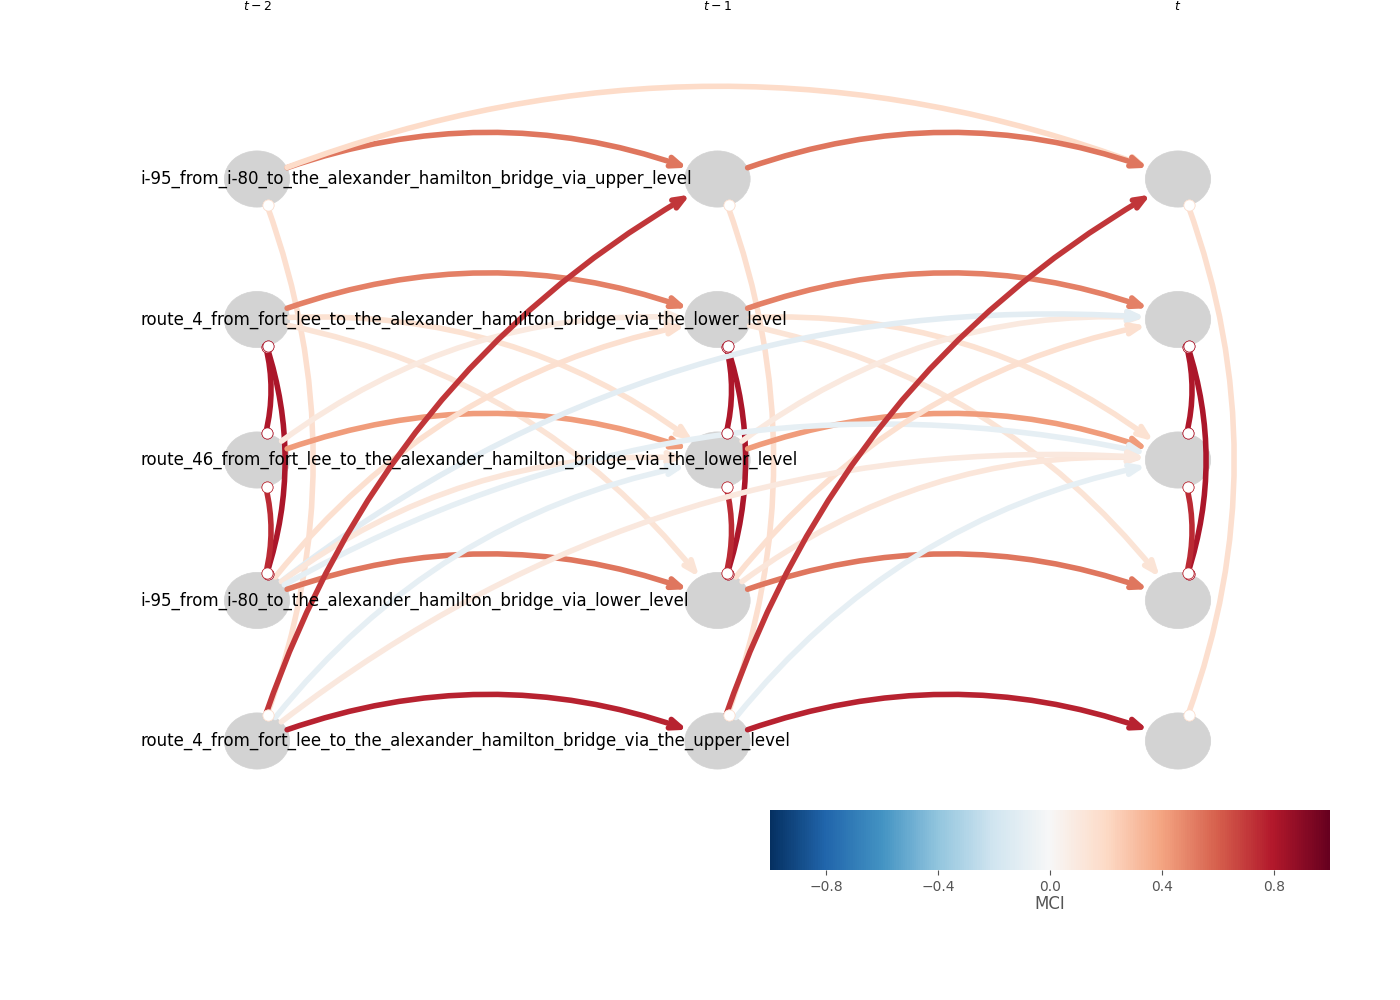 t − 2
t − 1
t
i-95_from_i-80_to_the_alexander_hamilton_bridge_via_upper_level
route_4_from_fort_lee_to_the_alexander_hamilton_bridge_via_the_lower_level
route_46_from_fort_lee_to_the_alexander_hamilton_bridge_via_the_lower_level
i-95_from_i-80_to_the_alexander_hamilton_bridge_via_lower_level
route_4_from_fort_lee_to_the_alexander_hamilton_bridge_via_the_upper_level
−0.8 −0.4 0.0 0.4 0.8
MCI